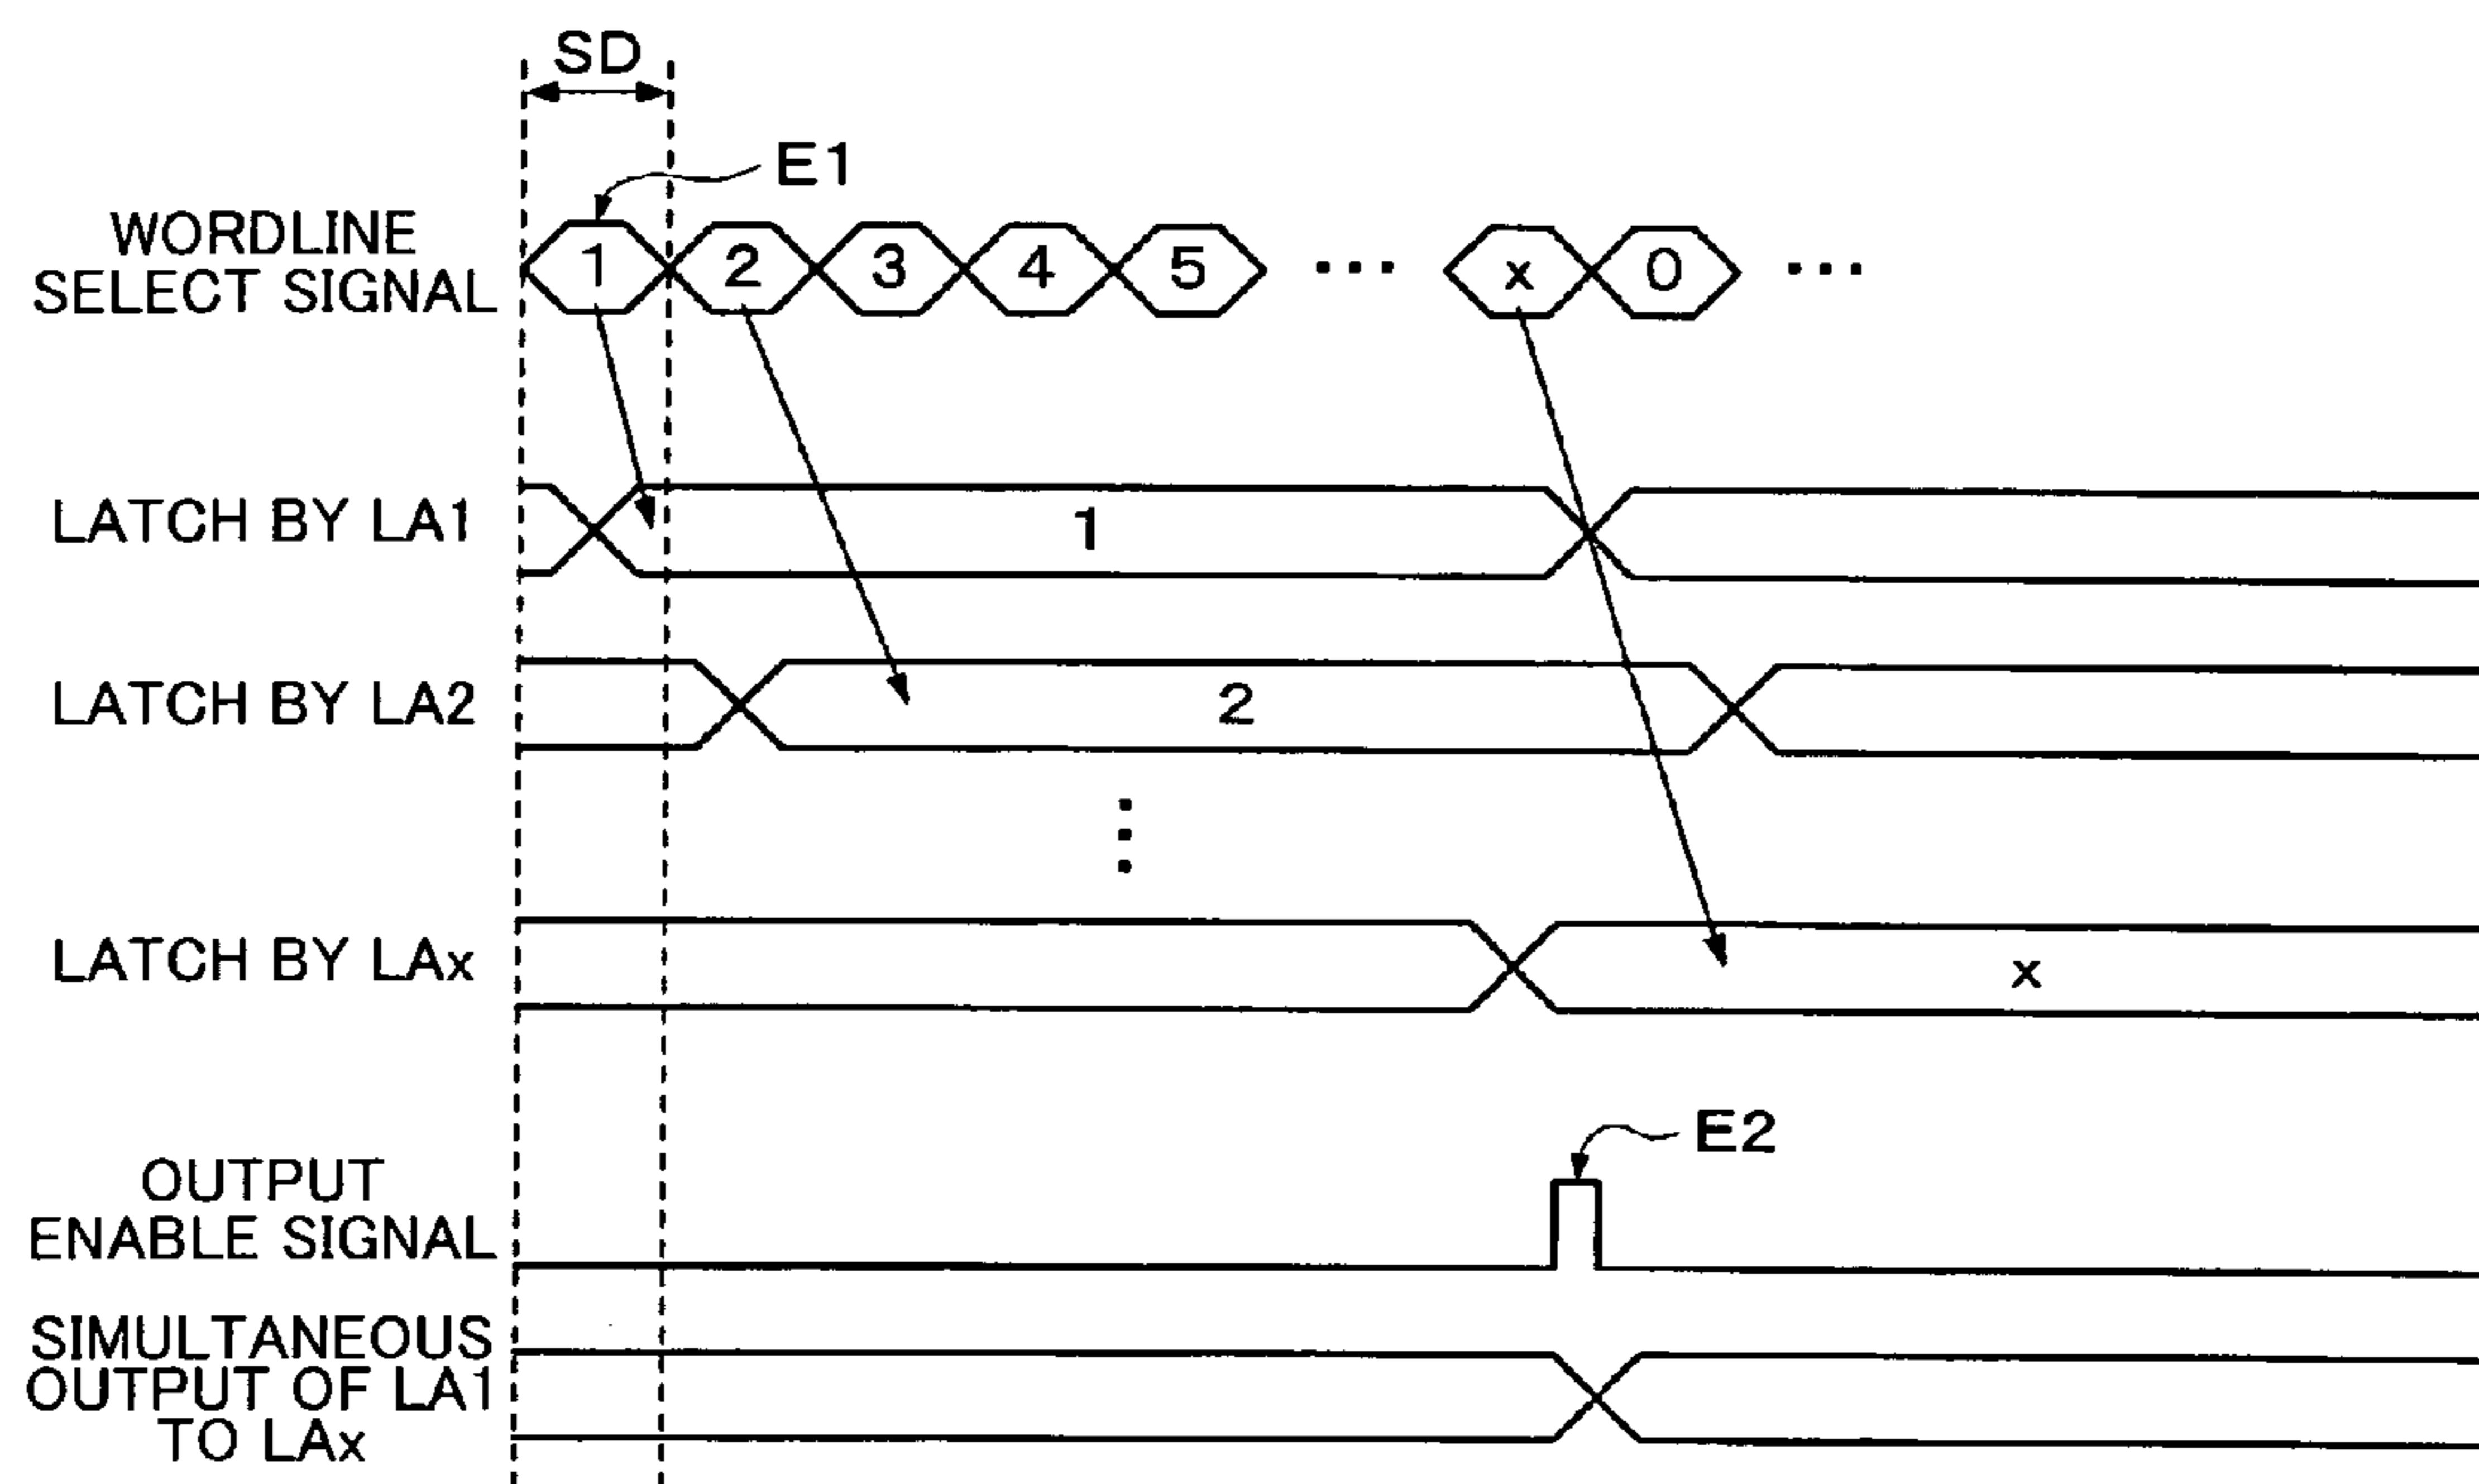 SD
E1
WORDLINE
SELECT SIGNAL
1 2 3 4 5 ... x 0 ...
LATCH BY LA1
1
LATCH BY LA2
2
LATCH BY LAx
x
E2
OUTPUT
ENABLE SIGNAL
SIMULTANEOUS
OUTPUT OF LA1
TO LAx